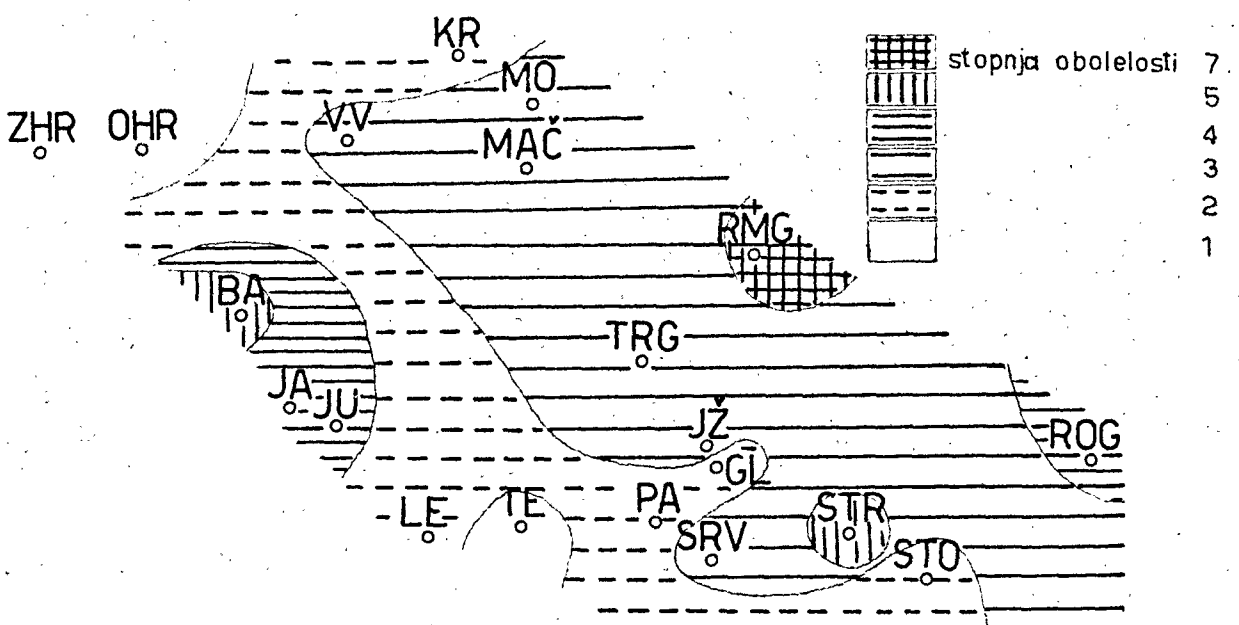 KR
MO
ZHR OHR VV
MAČ
RMG
BA
TRG
JA JU
JŽ
GL
ROG
LE TE PA STR
SRV
STO
stopnja obolelosti 7
5
4
3
2
1